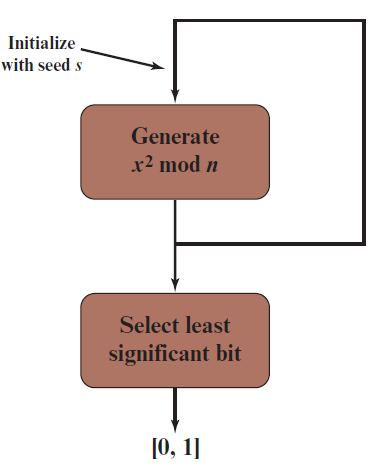 Initialize
with seed s
Generate
x² mod n
Select least
significant bit
[0, 1]